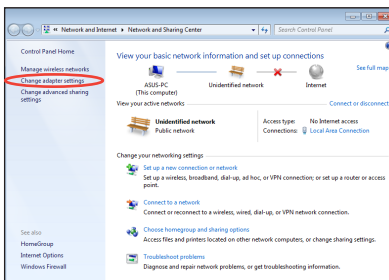 « Network and Internet ▸ Network and Sharing Center
Search Control Panel
Control Panel Home
Manage wireless networks
Change adapter settings
Change advanced sharing
settings
See also
HomeGroup
Internet Options
Windows Firewall
View your basic network information and set up connections
See full map
ASUS-PC
(This computer)
Unidentified network
Internet
View your active networks
Connect or disconnect
Unidentified network
Public network
Access type: No Internet access
Connections: Local Area Connection
Change your networking settings
Set up a new connection or network
Set up a wireless, broadband, dial-up, ad hoc, or VPN connection; or set up a router or access
point.
Connect to a network
Connect or reconnect to a wireless, wired, dial-up, or VPN network connection.
Choose homegroup and sharing options
Access files and printers located on other network computers, or change sharing settings.
Troubleshoot problems
Diagnose and repair network problems, or get troubleshooting information.